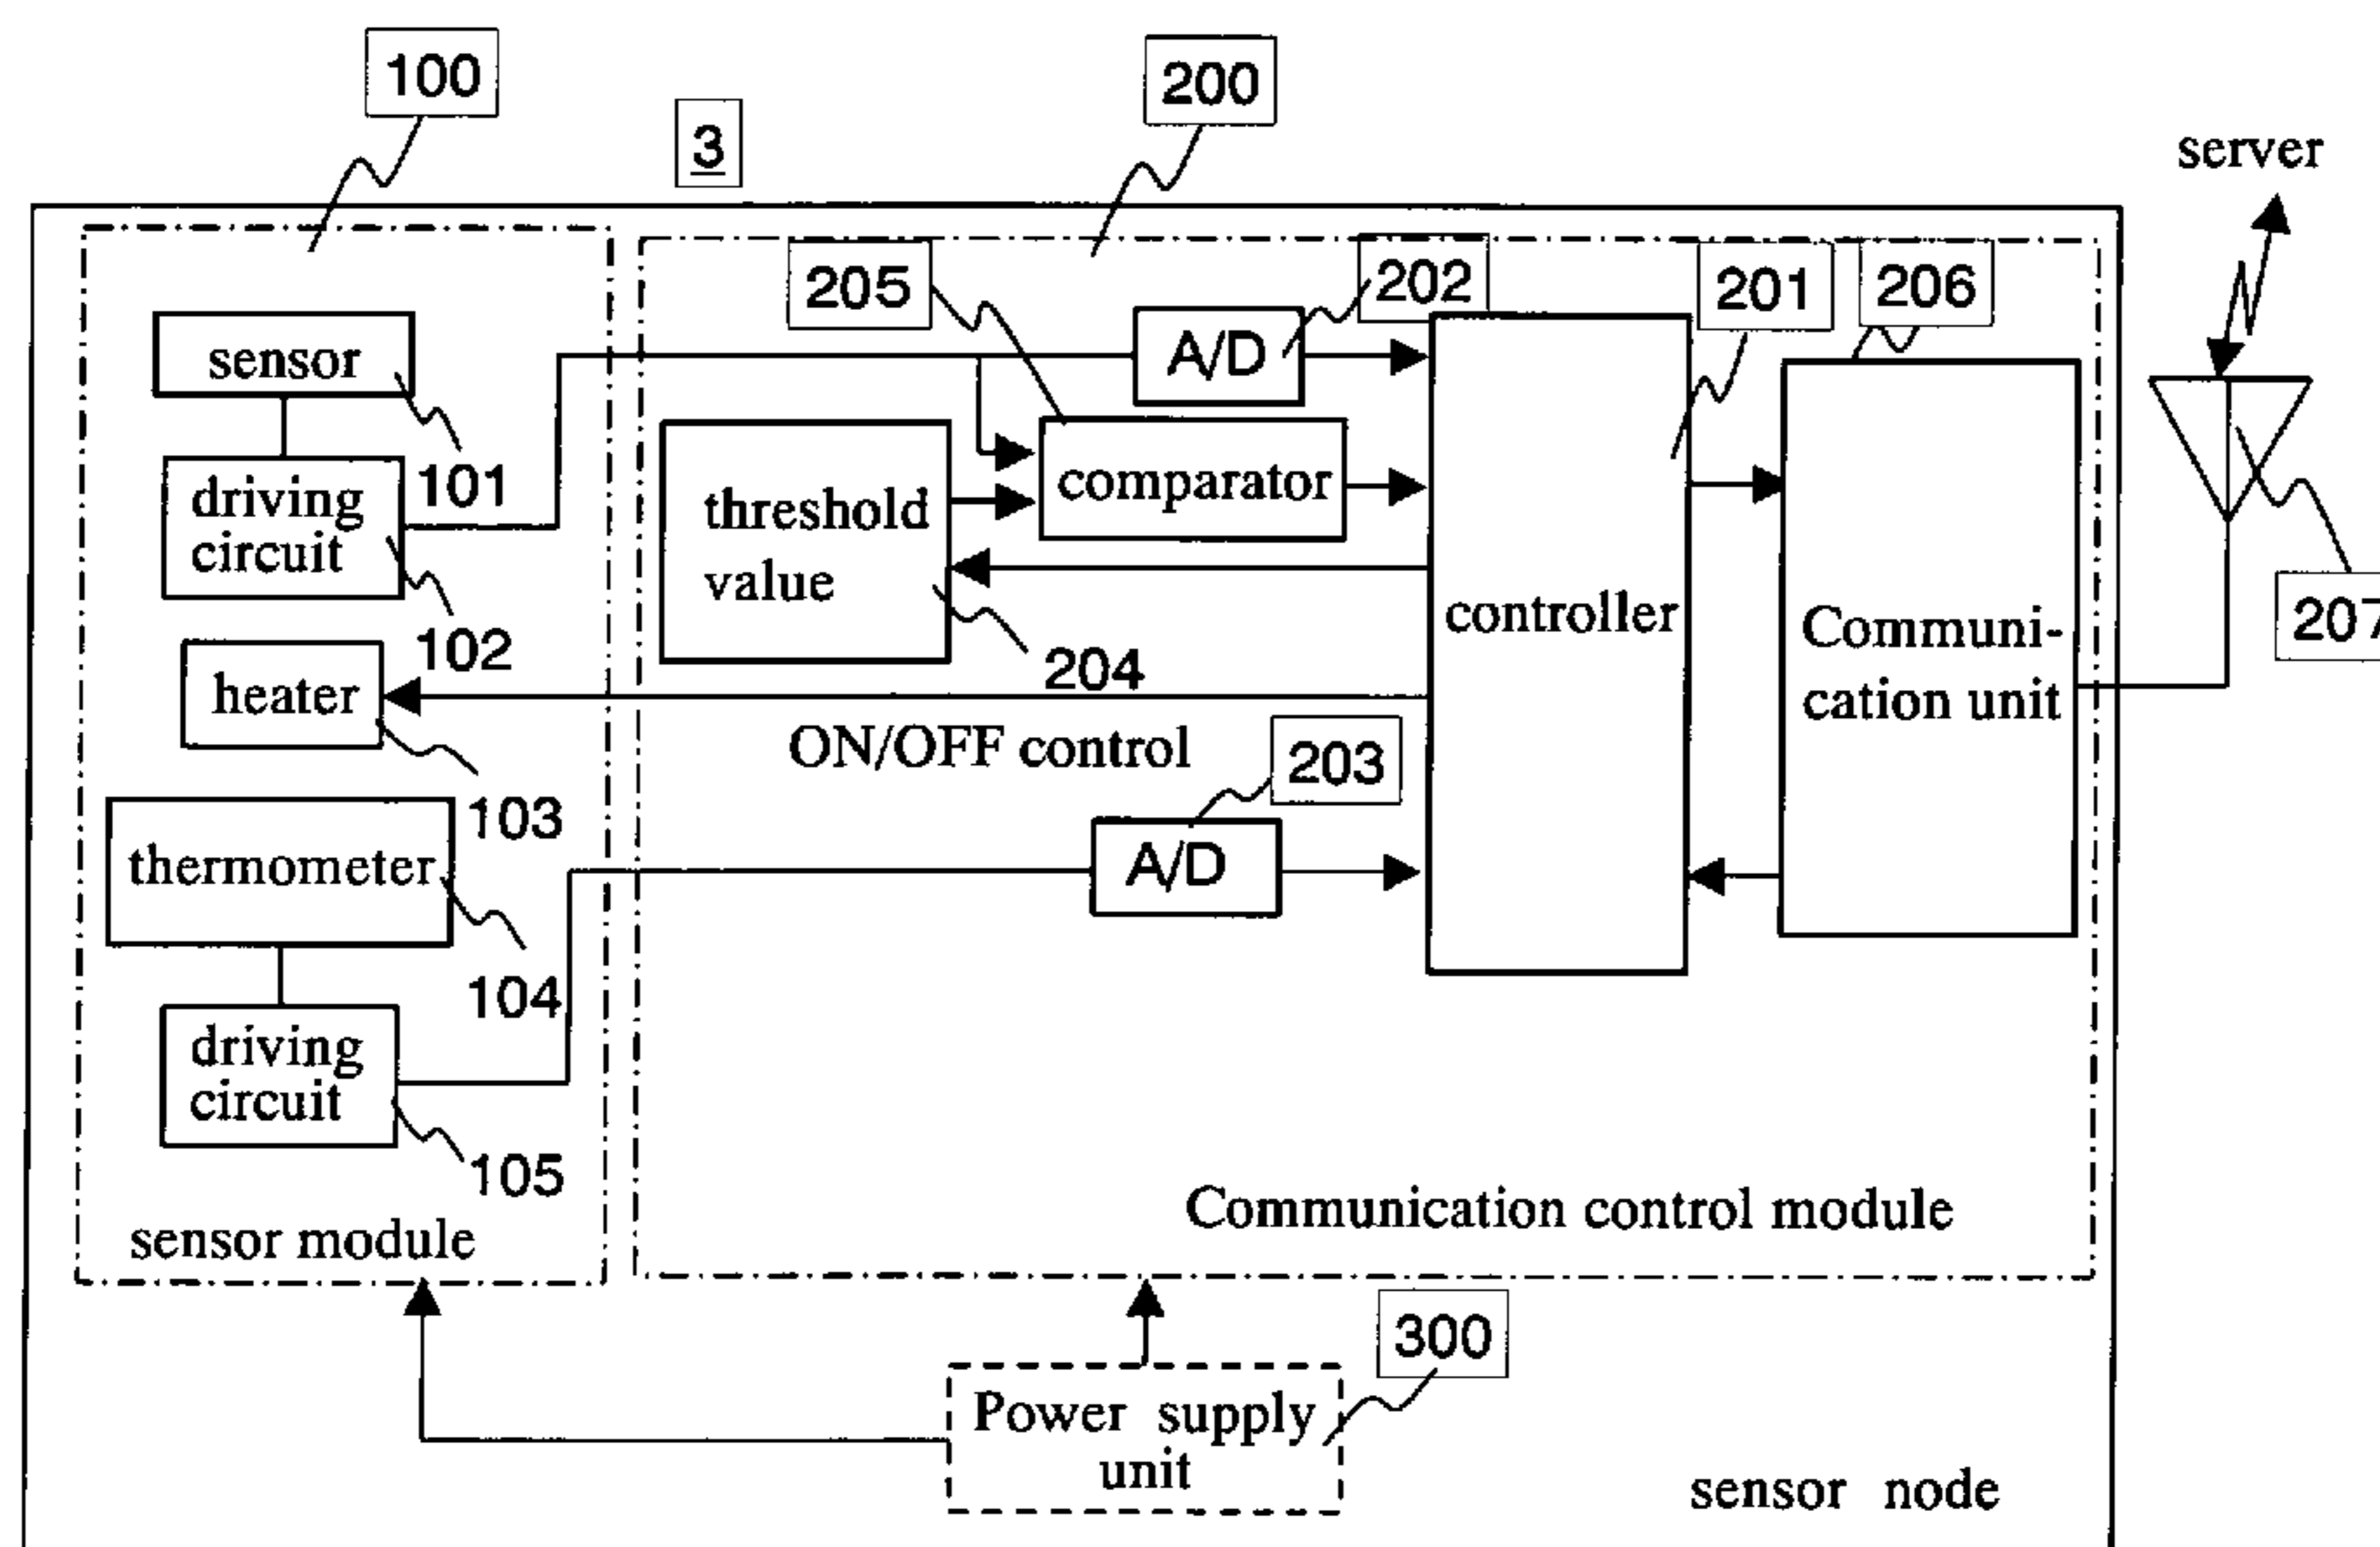 100
200
3
server
205
202
201
206
sensor
A/D
101
driving
circuit
threshold
value
comparator
controller
Communi-
cation unit
207
102
204
heater
ON/OFF control
203
103
thermometer
A/D
104
driving
circuit
105
sensor module
Communication control module
300
Power supply
unit
sensor node